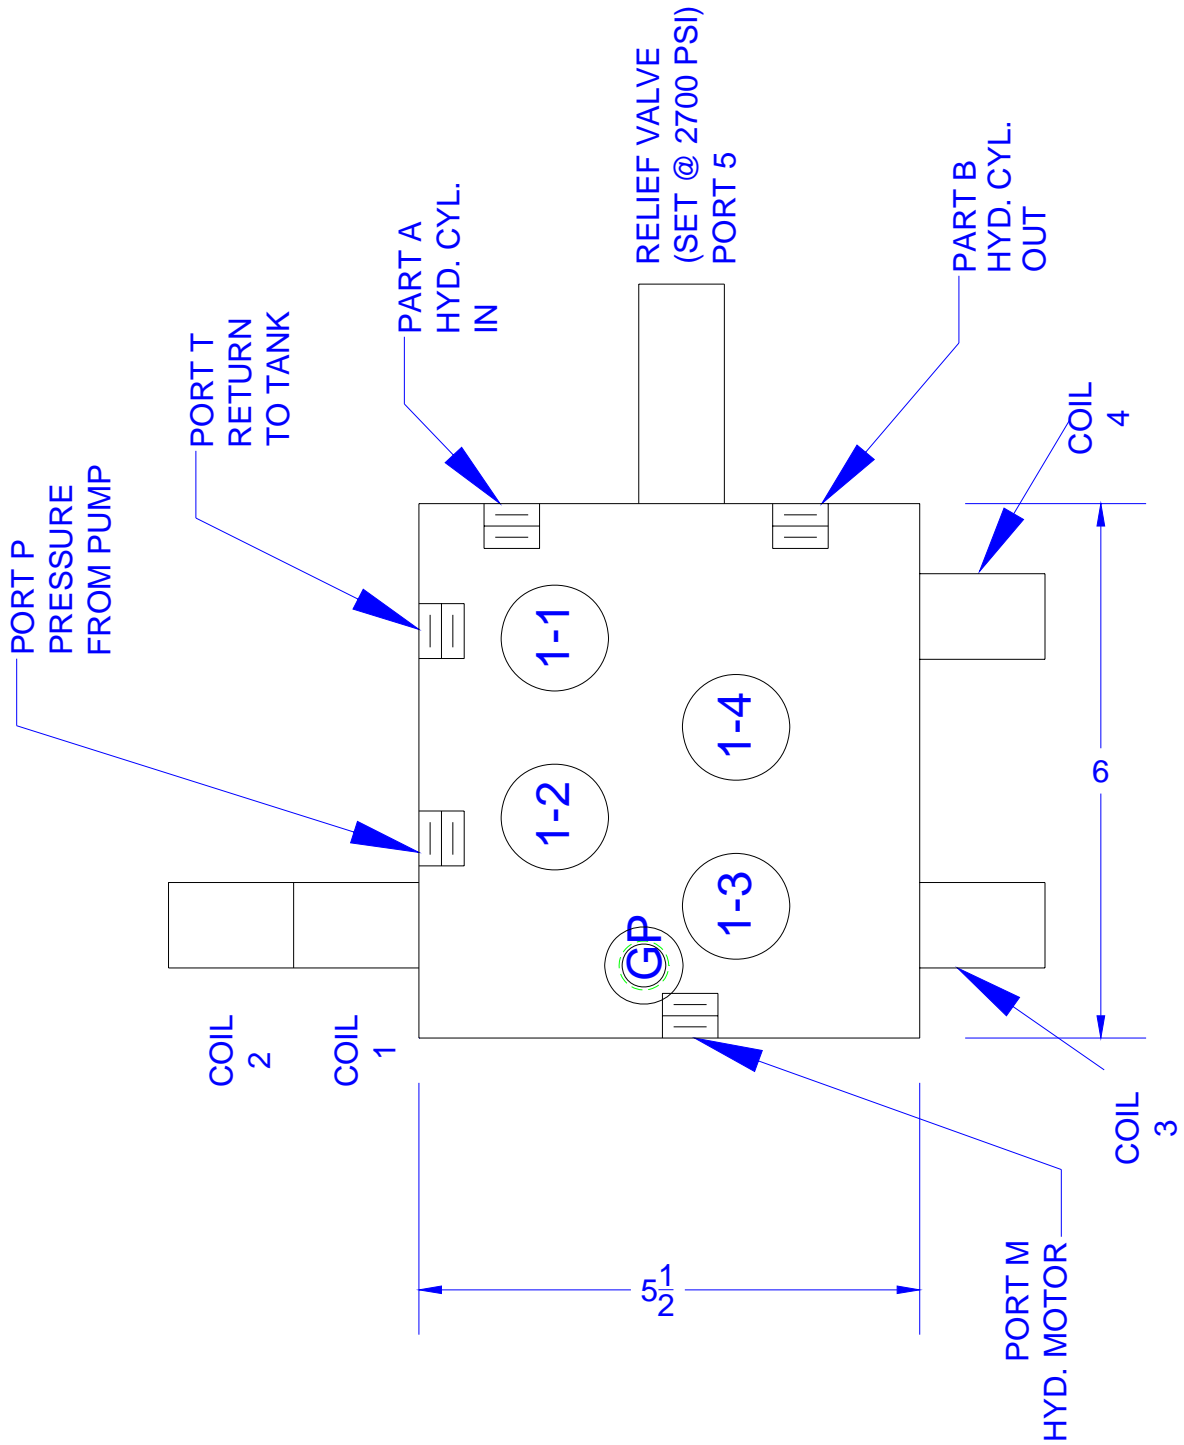 PORT P
PRESSURE
FROM PUMP
PORT T
RETURN
TO TANK
PART A
HYD. CYL.
IN
RELIEF VALVE
(SET @ 2700 PSI)
PORT 5
PART B
HYD. CYL.
OUT
COIL
2
COIL
1
1-2
1-1
GP
1-3
1-4
COIL
4
6
COIL
3
5 1/2
PORT M
HYD. MOTOR